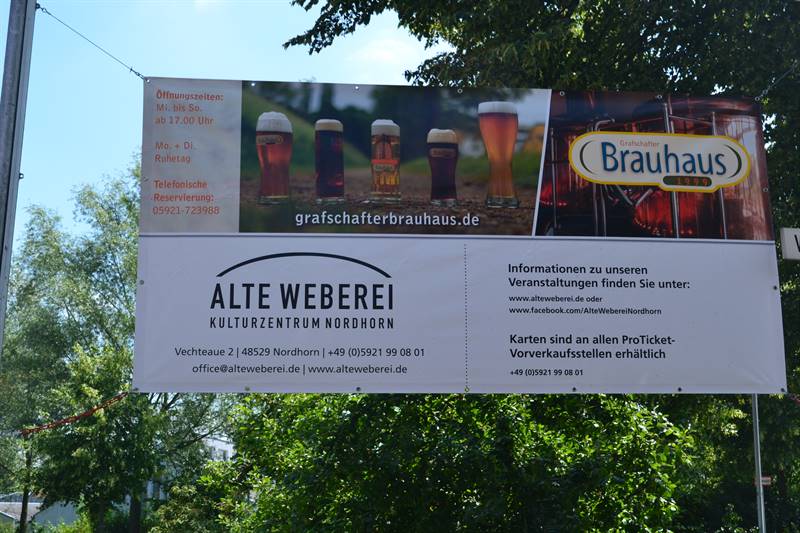 Öffnungszeiten:
Mi. bis So.
ab 17.00 Uhr
Mo. + Di.
Ruhetag
Telefonische
Reservierung:
05921-723988
grafschafterbrauhaus.de
Grafschafter
Brauhaus
1999
ALTE WEBEREI
KULTURZENTRUM NORDHORN
Vechteaue 2 | 48529 Nordhorn | +49 (0)5921 99 08 01
office@alteweberei.de | www.alteweberei.de
Informationen zu unseren
Veranstaltungen finden Sie unter:
www.alteweberei.de oder
www.facebook.com/AlteWebereiNordhorn
Karten sind an allen ProTicket-
Vorverkaufsstellen erhältlich
+49 (0)5921 99 08 01